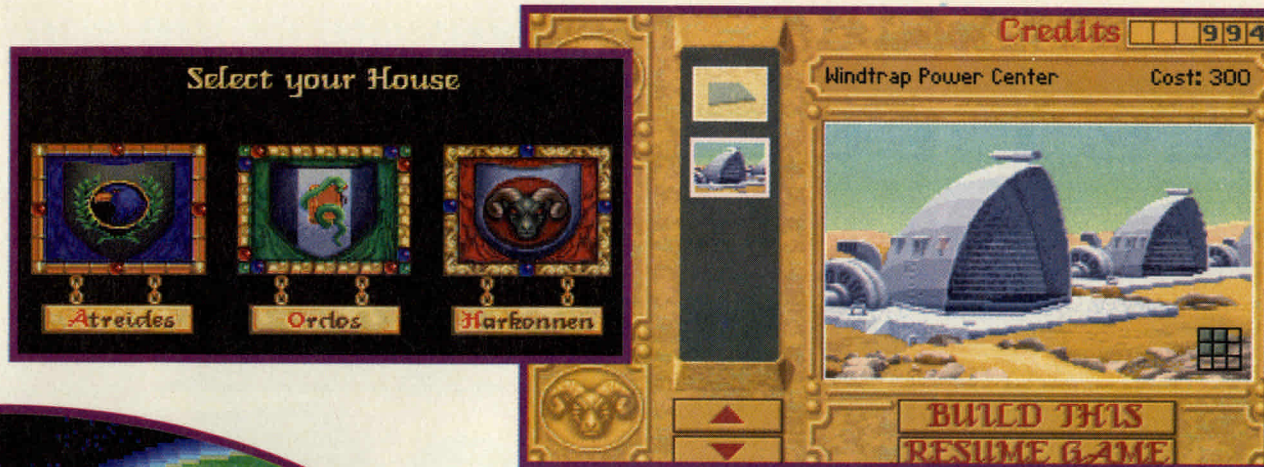 Select your House
Atreides
Ordos
Harkonnen
Credits 994
Windtrap Power Center Cost: 300
BUILD THIS
RESUME GAME